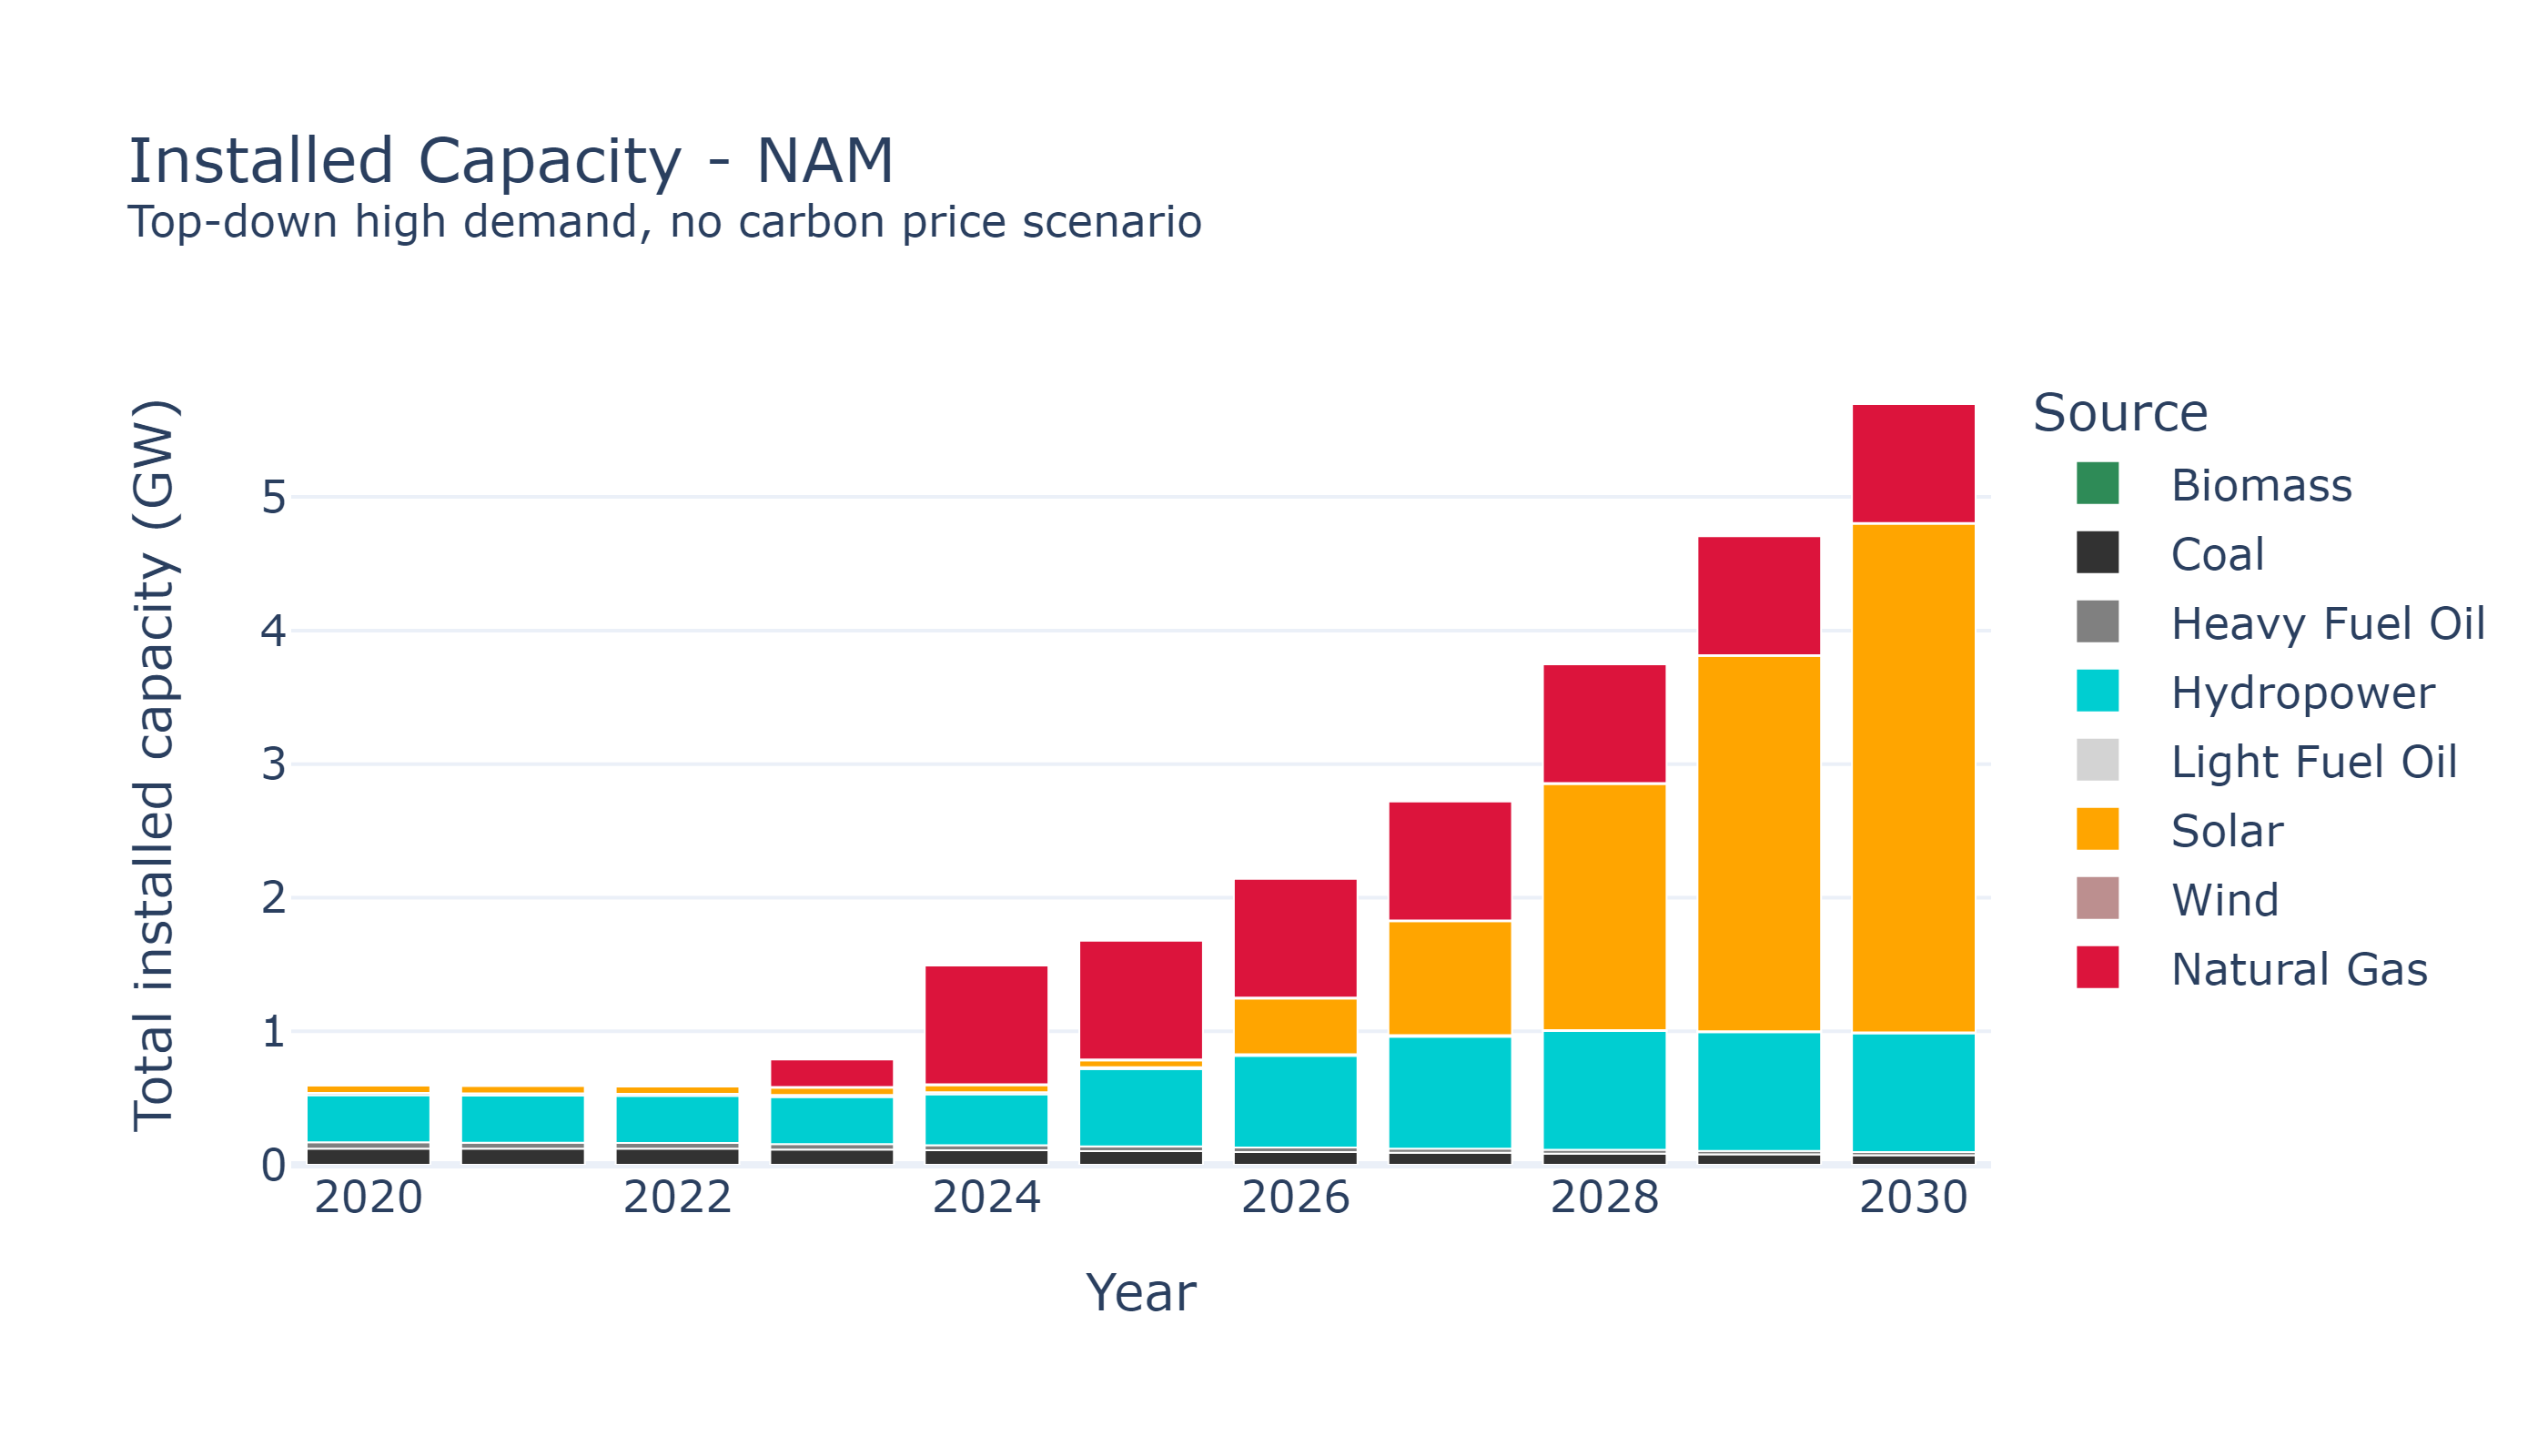 Installed Capacity - NAM
Top-down high demand, no carbon price scenario
Total installed capacity (GW)
5
4
3
2
1
0
2020
2022
2024
2026
2028
2030
Year
Source
Biomass
Coal
Heavy Fuel Oil
Hydropower
Light Fuel Oil
Solar
Wind
Natural Gas